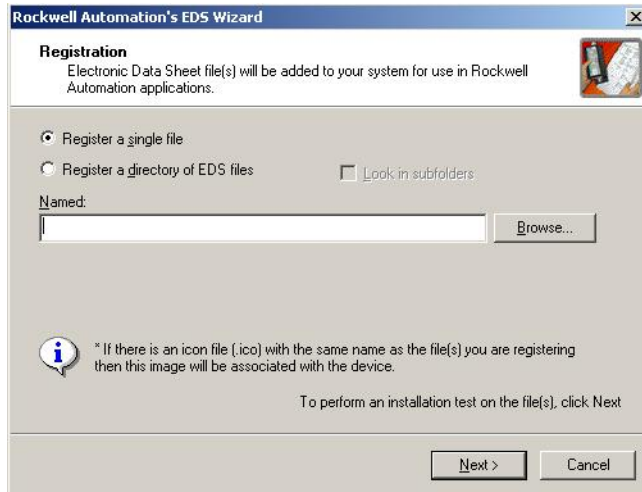 Rockwell Automation's EDS Wizard
Registration
Electronic Data Sheet file(s) will be added to your system for use in Rockwell
Automation applications.
Register a single file
Register a directory of EDS files
Look in subfolders
Named:
Browse...
* If there is an icon file (.ico) with the same name as the file(s) you are registering
then this image will be associated with the device.
To perform an installation test on the file(s), click Next
Next >
Cancel